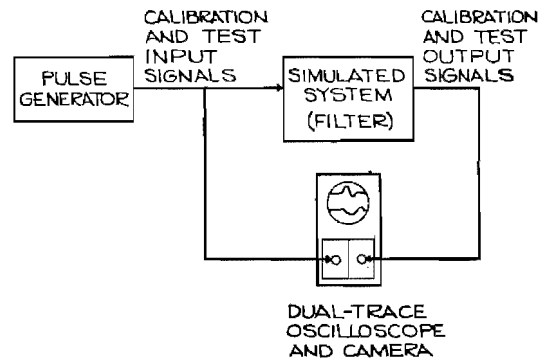 CALIBRATION
AND TEST
INPUT
SIGNALS
CALIBRATION
AND TEST
OUTPUT
SIGNALS
PULSE
GENERATOR
SIMULATED
SYSTEM
(FILTER)
DUAL-TRACE
OSCILLOSCOPE
AND CAMERA